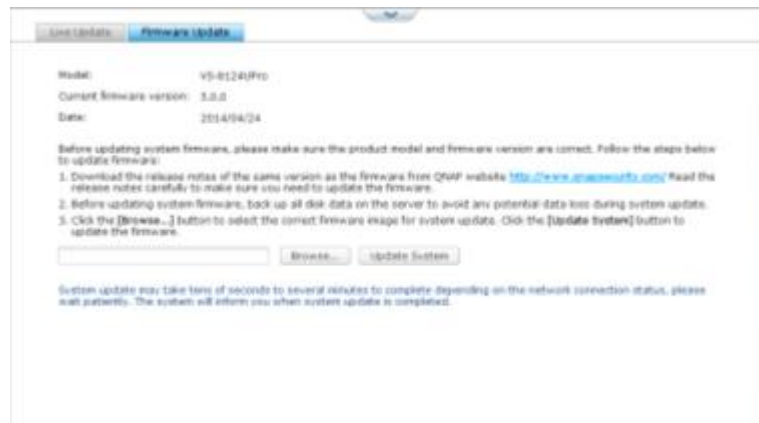 Live Update Firmware Update
Model: VS-8124UPro
Current firmware version: 5.0.0
Date: 2014/04/24
Before updating system firmware, please make sure the product model and firmware version are correct. Follow the steps below
to update firmware:
1. Download the release notes of the same version as the firmware from QNAP website http://www.qnapsecurity.com/ Read the
release notes carefully to make sure you need to update the firmware.
2. Before updating system firmware, back up all disk data on the server to avoid any potential data loss during system update.
3. Click the [Browse...] button to select the correct firmware image for system update. Click the [Update System] button to
update the firmware.
Browse... Update System
System update may take tens of seconds to several minutes to complete depending on the network connection status, please
wait patiently. The system will inform you when system update is completed.